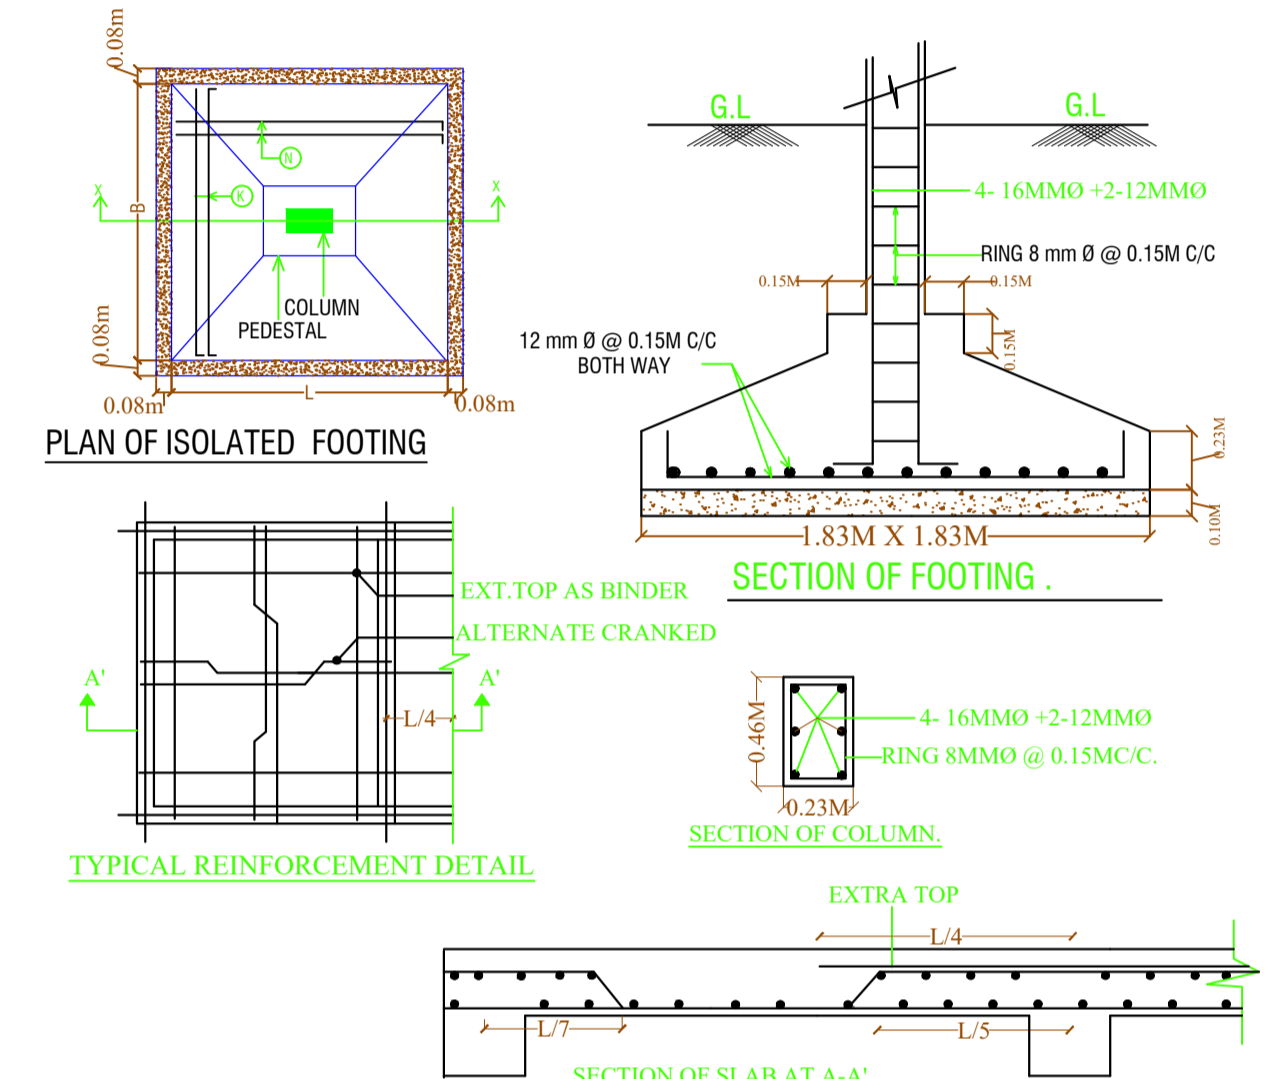 0.08m
N
K
X
X
B
COLUMN
PEDESTAL
0.08m
0.08m
L
0.08m
PLAN OF ISOLATED FOOTING
G.L
G.L
4- 16MMØ +2-12MMØ
RING 8 mm Ø @ 0.15M C/C
0.15M
0.15M
0.15M
12 mm Ø @ 0.15M C/C
BOTH WAY
0.23M
0.10M
1.83M X 1.83M
SECTION OF FOOTING .
EXT.TOP AS BINDER
ALTERNATE CRANKED
A'
A'
L/4
TYPICAL REINFORCEMENT DETAIL
0.46M
4- 16MMØ +2-12MMØ
RING 8MMØ @ 0.15MC/C.
0.23M
SECTION OF COLUMN.
EXTRA TOP
L/4
L/7
L/5
SECTION OF SLAB AT A-A'